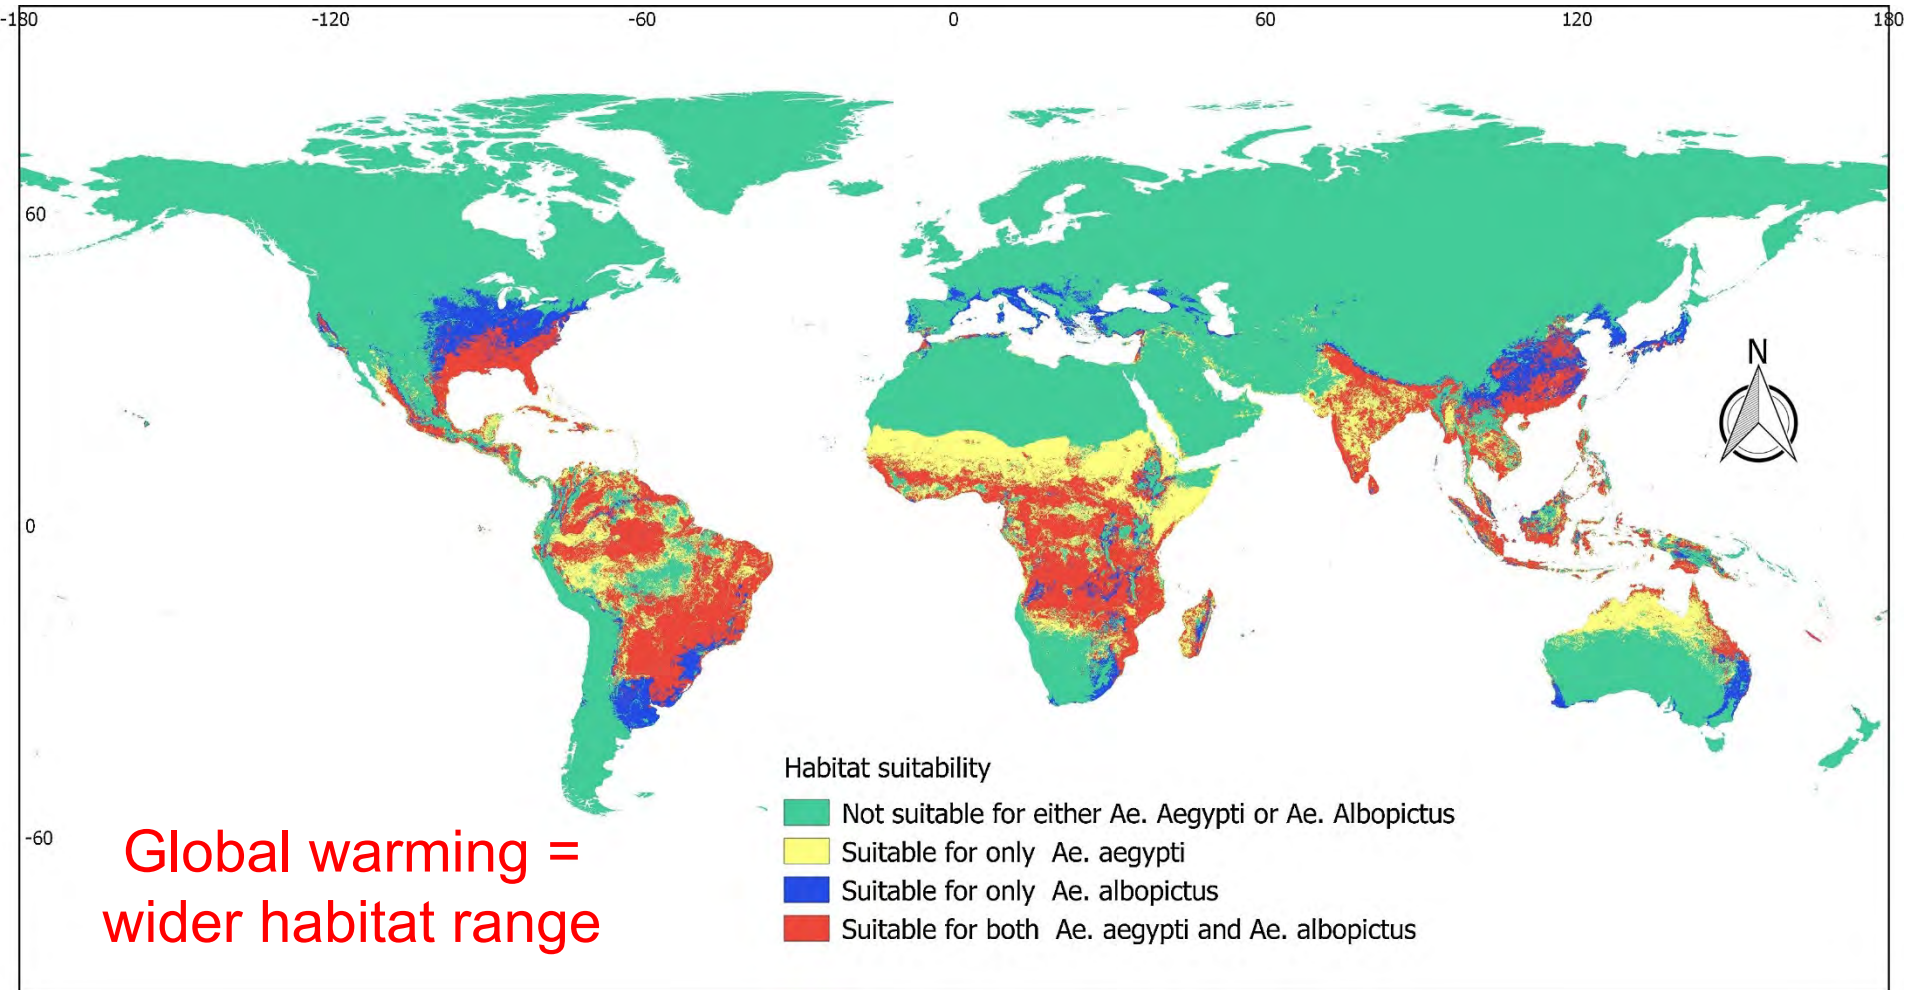 -180 -120 -60 0 60 120 180
60
0
-60
N
Habitat suitability
Not suitable for either Ae. Aegypti or Ae. Albopictus
Suitable for only Ae. aegypti
Suitable for only Ae. albopictus
Suitable for both Ae. aegypti and Ae. albopictus
Global warming =
wider habitat range